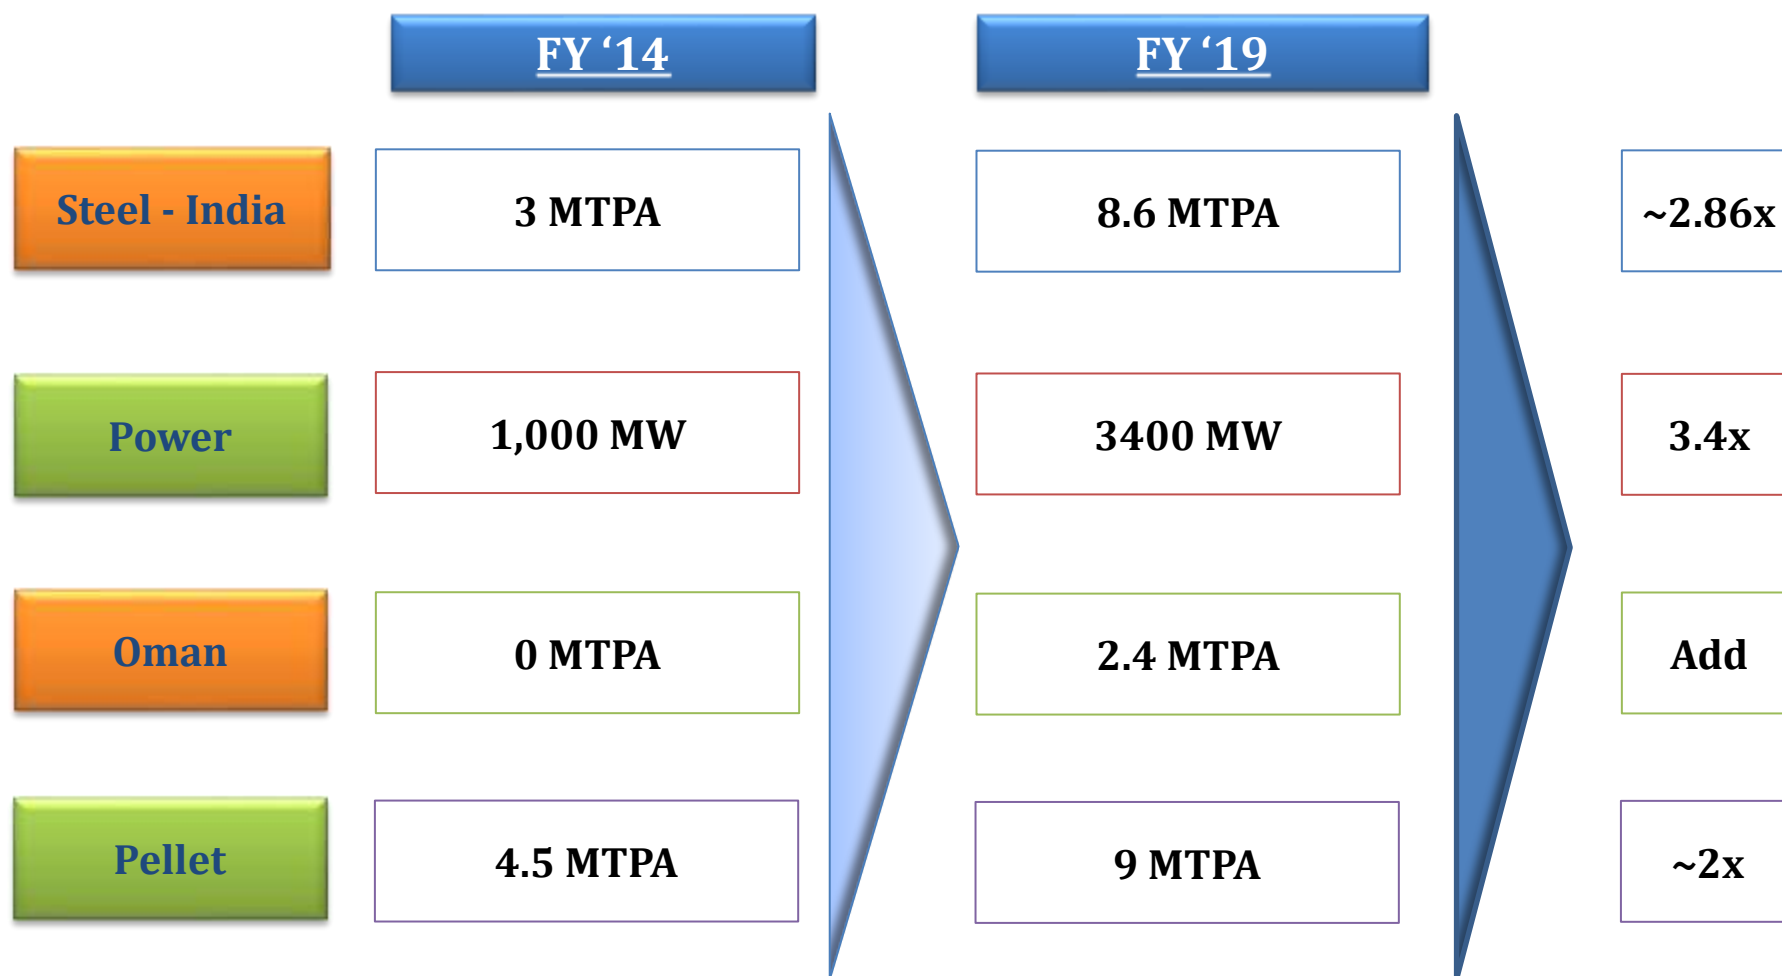 FY ‘14
FY ‘19
Steel - India
3 MTPA
8.6 MTPA
~2.86x
Power
1,000 MW
3400 MW
3.4x
Oman
0 MTPA
2.4 MTPA
Add
Pellet
4.5 MTPA
9 MTPA
~2x